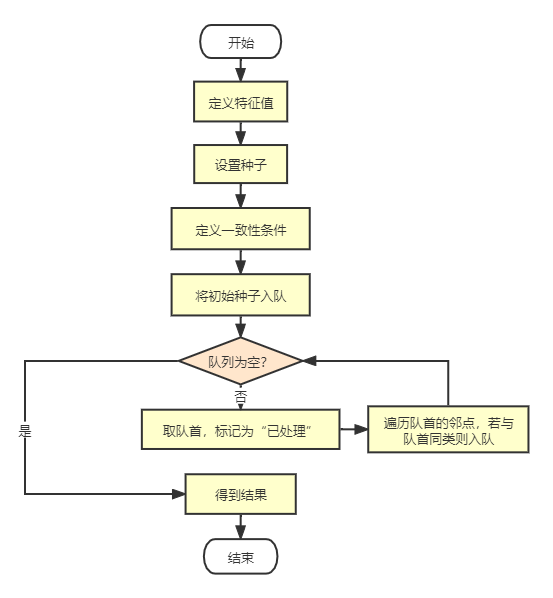 开始
定义特征值
设置种子
定义一致性条件
将初始种子入队
队列为空?
否
是
取队首，标记为“已处理”
遍历队首的邻点，若与
队首同类则入队
得到结果
结束